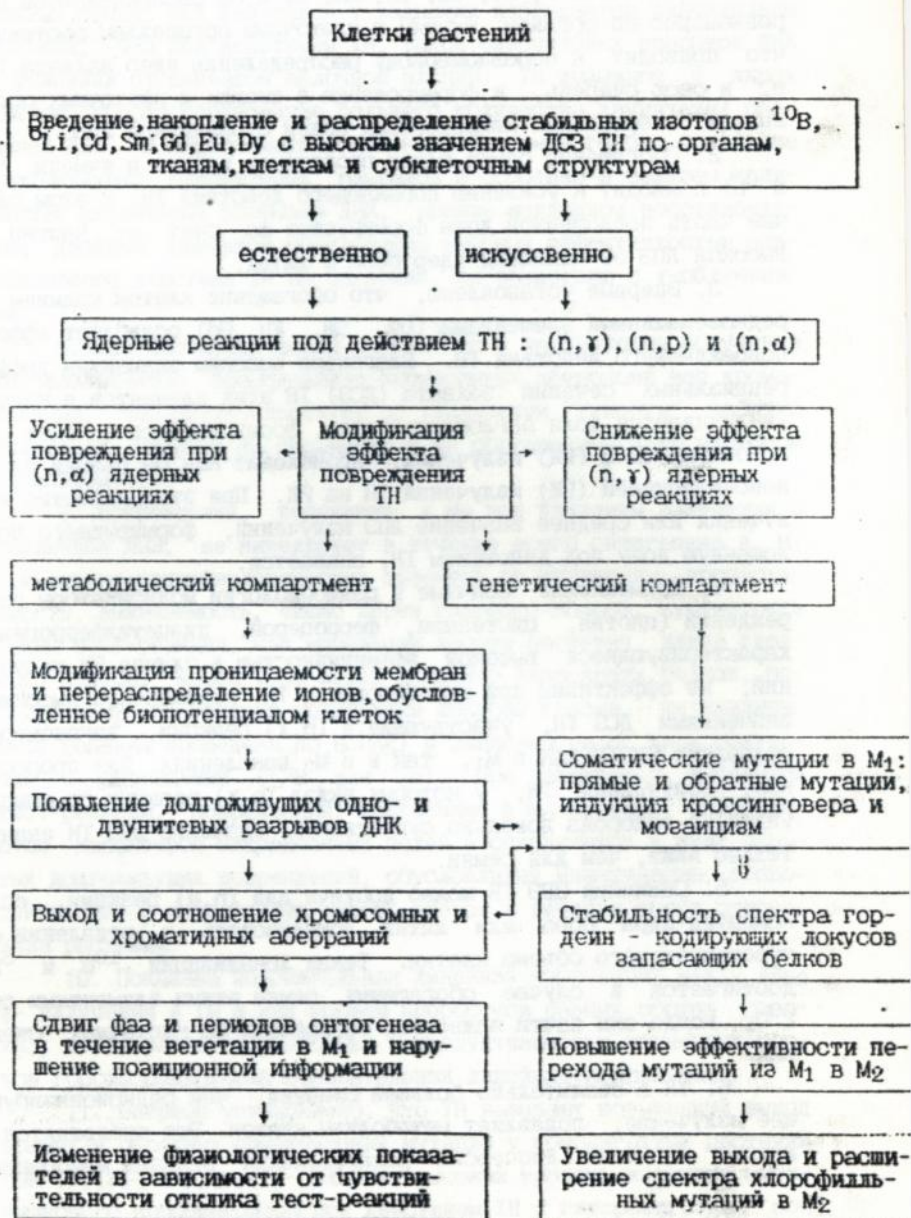 Клетки растений
Введение,накопление и распределение стабильных изотопов ¹⁰B,
⁶Li,Cd,Sm,Gd,Eu,Dy с высоким значением ДСЗ ТН по органам,
тканям,клеткам и субклеточным структурам
естественно
искуссвенно
Ядерные реакции под действием ТН : (n,γ),(n,p) и (n,α)
Усиление эффекта
повреждения при
(n,α) ядерных
реакциях
Модификация
эффекта
повреждения
ТН
Снижение эффекта
повреждения при
(n,γ) ядерных
реакциях
метаболический компартмент
генетический компартмент
Модификация проницаемости мембран
и перераспределение ионов,обуслов-
ленное биопотенциалом клеток
Появление долгоживущих одно- и
двунитевых разрывов ДНК
Выход и соотношение хромосомных и
хроматидных аберраций
Сдвиг фаз и периодов онтогенеза
в течение вегетации в M₁ и нару-
шение позиционной информации
Изменение физиологических показа-
телей в зависимости от чувстви-
тельности отклика тест-реакций
Соматические мутации в M₁:
прямые и обратные мутации,
индукция кроссинговера и
мозаицизм
Стабильность спектра гор-
деин - кодирующих локусов
запасающих белков
Повышение эффективности пе-
рехода мутаций из M₁ в M₂
Увеличение выхода и расши-
рение спектра хлорофилль-
ных мутаций в M₂